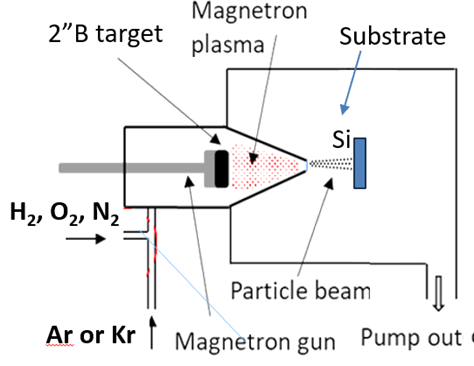 Magnetron
plasma
2”B target
Substrate
Si
H2, O2, N2
Particle beam
Ar or Kr
Magnetron gun
Pump out